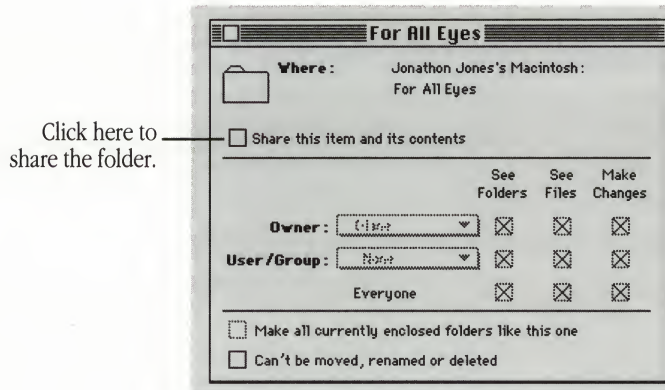 For All Eyes
Where: Jonathon Jones's Macintosh:
For All Eyes
Click here to
share the folder.
Share this item and its contents
See Folders See Files Make Changes
Owner:
User/Group: None
Everyone
Make all currently enclosed folders like this one
Can't be moved, renamed or deleted